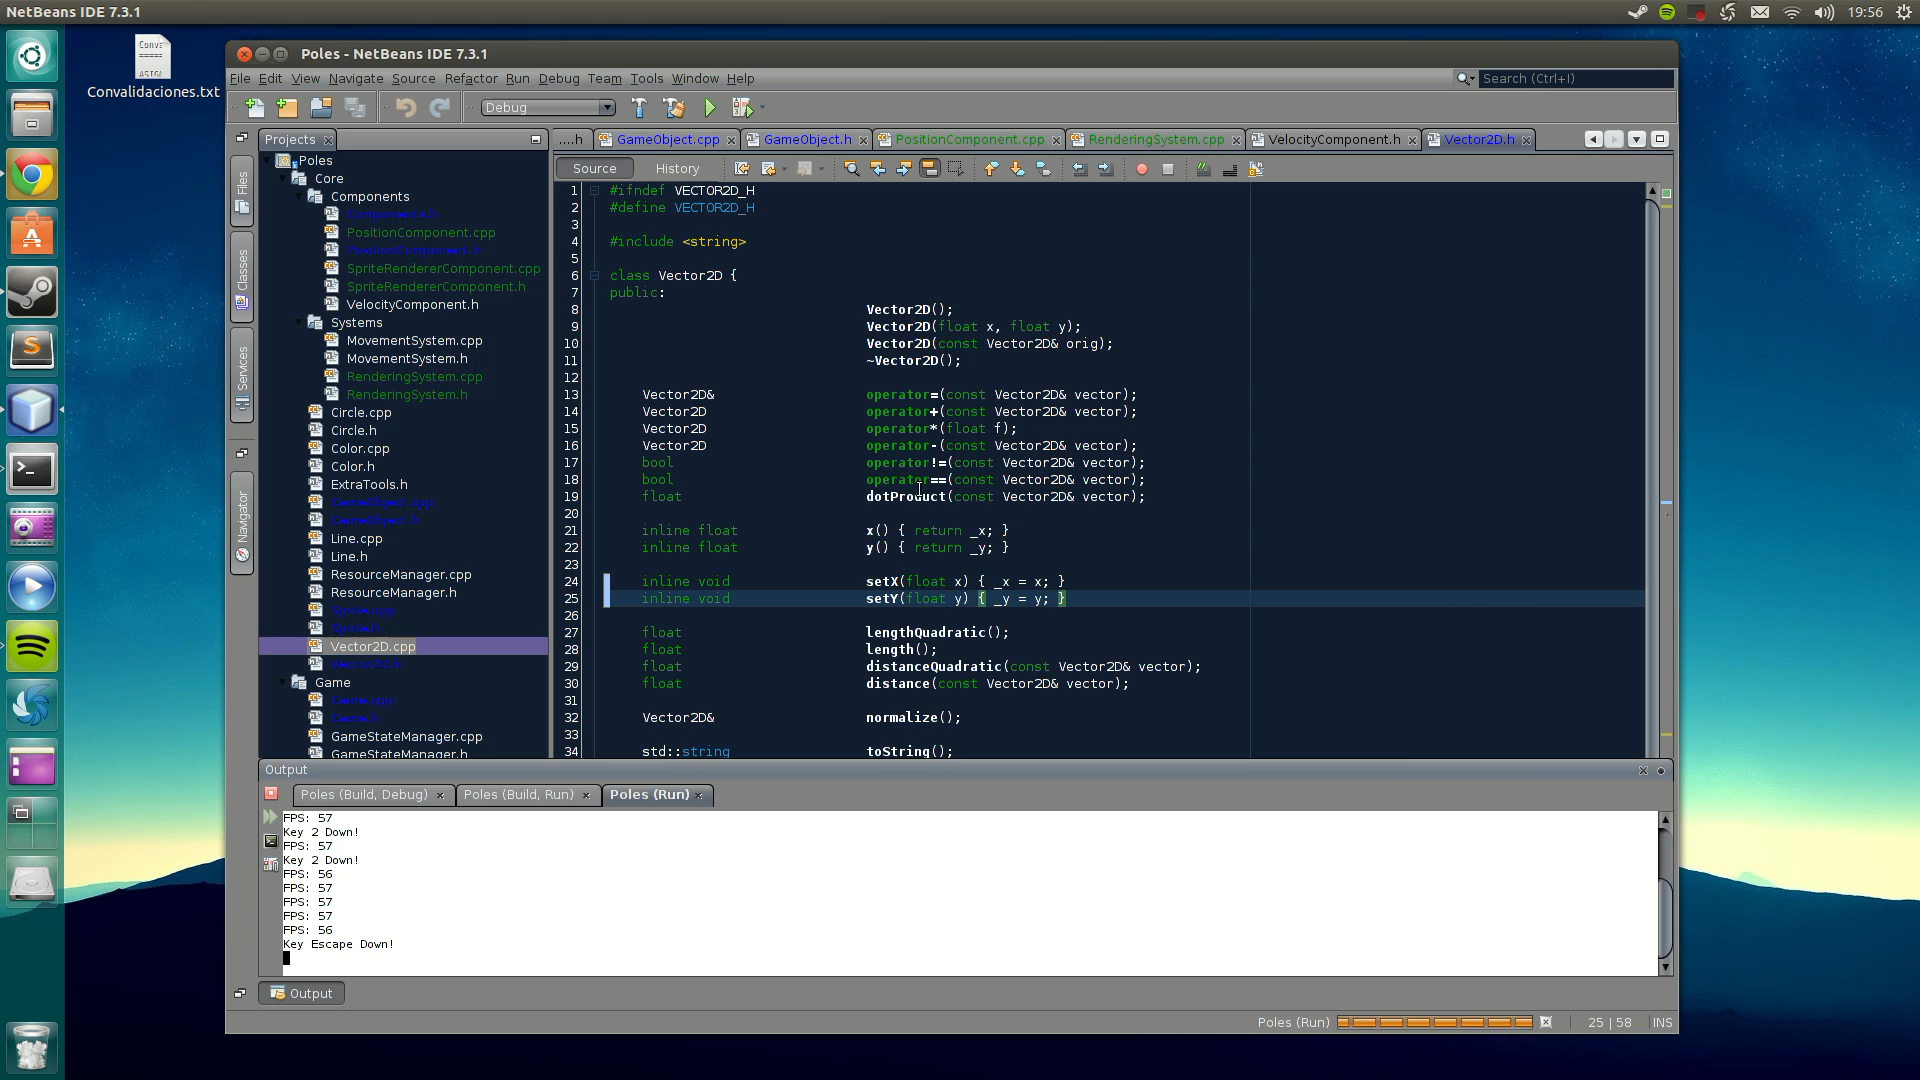 NetBeans IDE 7.3.1
19:56
Convalidaciones.txt
Poles - NetBeans IDE 7.3.1
File Edit View Navigate Source Refactor Run Debug Team Tools Window Help
Search (Ctrl+I)
Debug
Projects
....h GameObject.cpp GameObject.h PositionComponent.cpp RenderingSystem.cpp VelocityComponent.h Vector2D.h
Source History
Files
Classes
Services
Navigator
Poles
Core
Components
Component.h
PositionComponent.cpp
PositionComponent.h
SpriteRendererComponent.cpp
SpriteRendererComponent.h
VelocityComponent.h
Systems
MovementSystem.cpp
MovementSystem.h
RenderingSystem.cpp
RenderingSystem.h
Circle.cpp
Circle.h
Color.cpp
Color.h
ExtraTools.h
GameObject.cpp
GameObject.h
Line.cpp
Line.h
ResourceManager.cpp
ResourceManager.h
Sprite.cpp
Sprite.h
Vector2D.cpp
Vector2D.h
Game
Game.cpp
Game.h
GameStateManager.cpp
GameStateManager.h
1 #ifndef VECTOR2D_H
2 #define VECTOR2D_H
3
4 #include <string>
5
6 class Vector2D {
7 public:
8 Vector2D();
9 Vector2D(float x, float y);
10 Vector2D(const Vector2D& orig);
11 ~Vector2D();
12
13 Vector2D& operator=(const Vector2D& vector);
14 Vector2D operator+(const Vector2D& vector);
15 Vector2D operator*(float f);
16 Vector2D operator-(const Vector2D& vector);
17 bool operator!=(const Vector2D& vector);
18 bool operator==(const Vector2D& vector);
19 float dotProduct(const Vector2D& vector);
20
21 inline float x() { return _x; }
22 inline float y() { return _y; }
23
24 inline void setX(float x) { _x = x; }
25 inline void setY(float y) { _y = y; }
26
27 float lengthQuadratic();
28 float length();
29 float distanceQuadratic(const Vector2D& vector);
30 float distance(const Vector2D& vector);
31
32 Vector2D& normalize();
33
34 std::string toString();
Output
Poles (Build, Debug) Poles (Build, Run) Poles (Run)
FPS: 57
Key 2 Down!
FPS: 57
Key 2 Down!
FPS: 56
FPS: 57
FPS: 57
FPS: 57
FPS: 56
Key Escape Down!
Output
Poles (Run) 25 | 58 INS